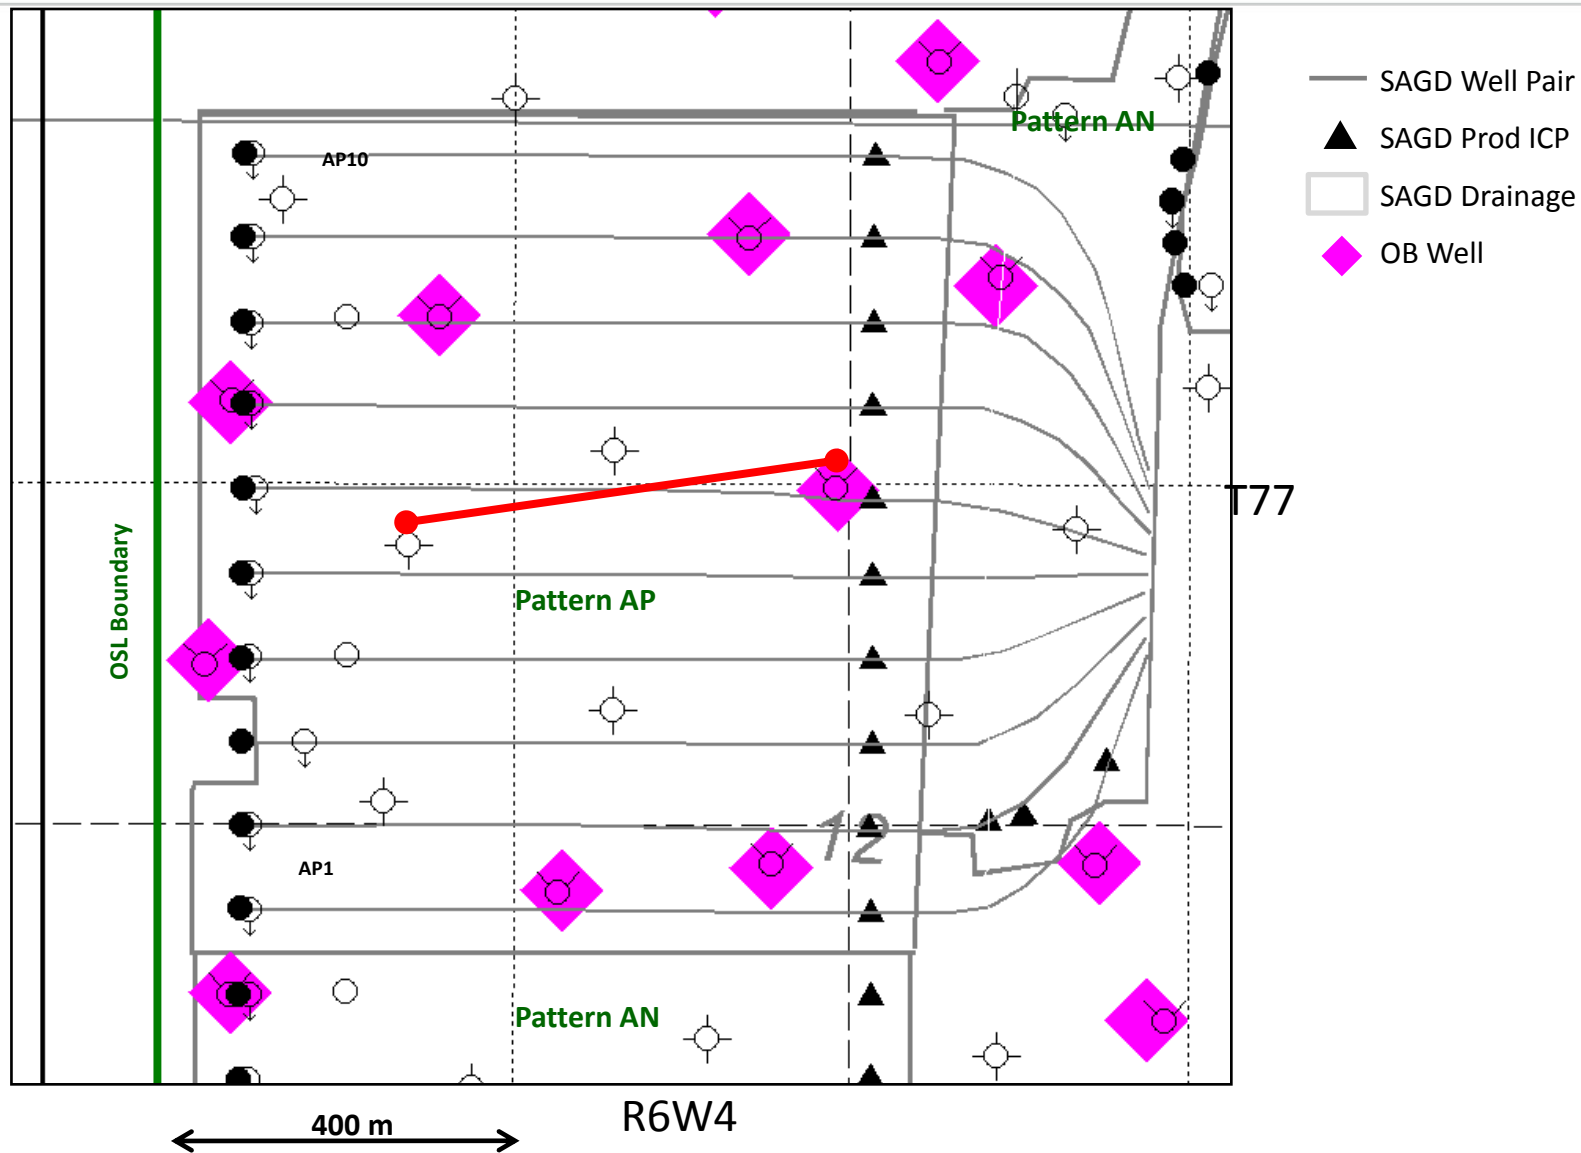 SAGD Well Pair
SAGD Prod ICP
SAGD Drainage
OB Well
Pattern AN
AP10
T77
OSL Boundary
Pattern AP
12
AP1
Pattern AN
400 m
R6W4